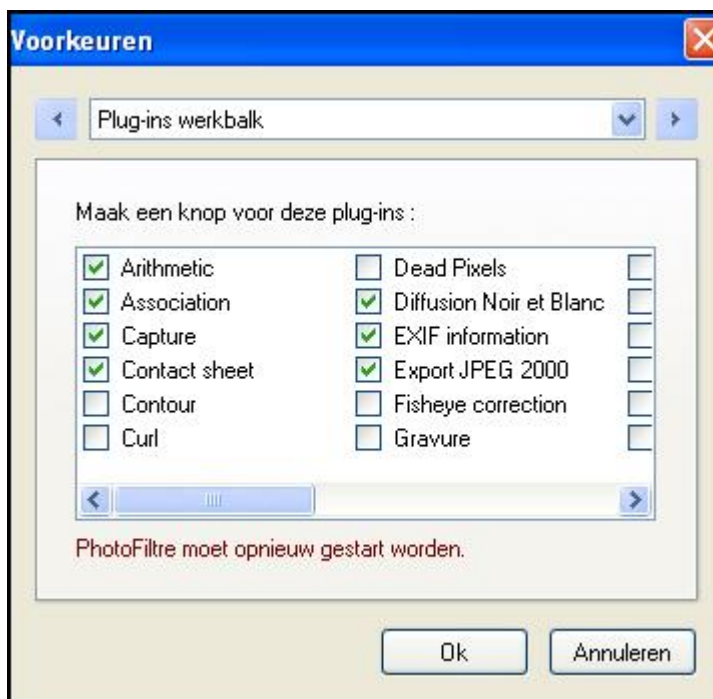 Voorkeuren
Plug-ins werkbalk
Maak een knop voor deze plug-ins :
Arithmetic
Association
Capture
Contact sheet
Contour
Curl
Dead Pixels
Diffusion Noir et Blanc
EXIF information
Export JPEG 2000
Fisheye correction
Gravure
PhotoFiltre moet opnieuw gestart worden.
Ok
Annuleren